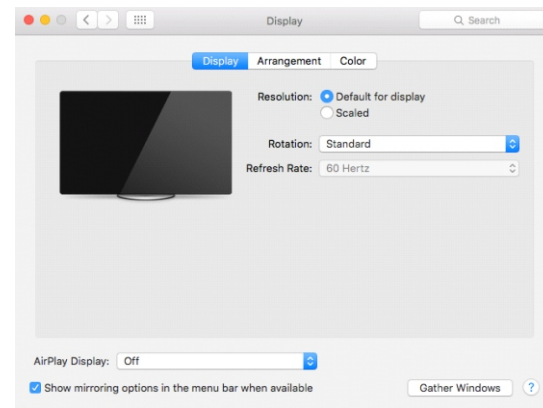 Display
Search
Display Arrangement Color
Resolution: Default for display
Scaled
Rotation: Standard
Refresh Rate: 60 Hertz
AirPlay Display: Off
Show mirroring options in the menu bar when available
Gather Windows ?